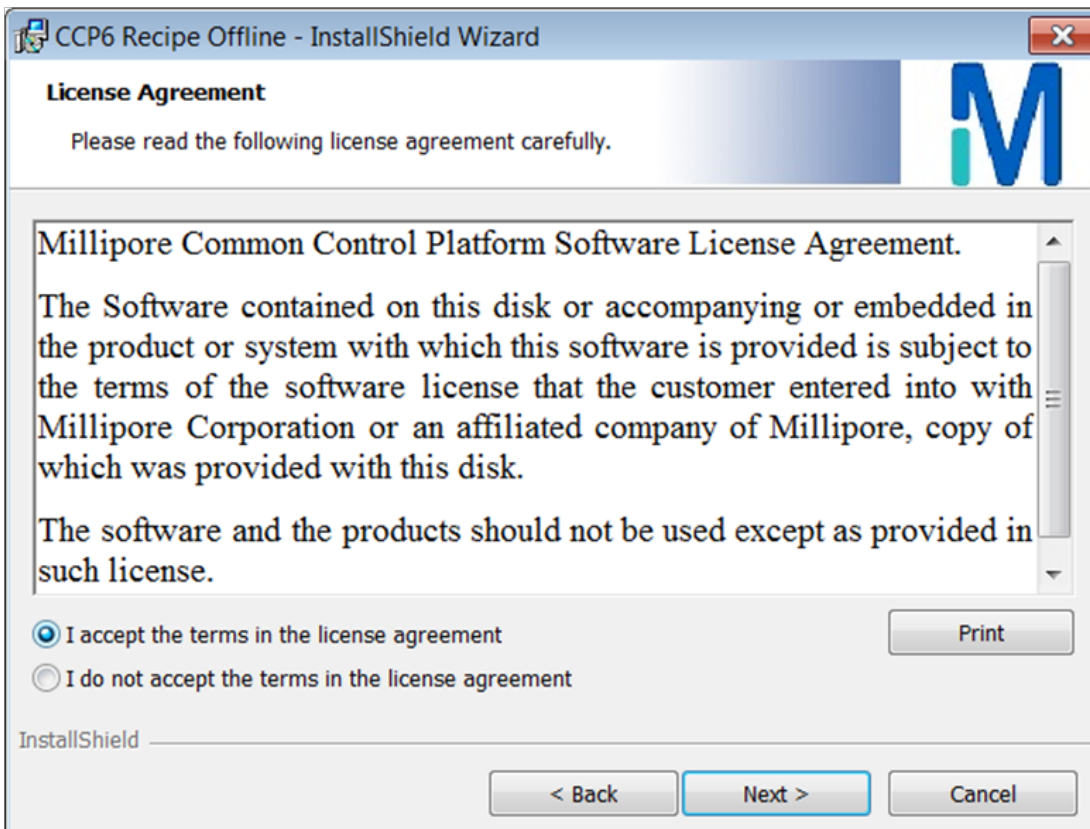 CCP6 Recipe Offline - InstallShield Wizard
License Agreement
Please read the following license agreement carefully.
Millipore Common Control Platform Software License Agreement.
The Software contained on this disk or accompanying or embedded in
the product or system with which this software is provided is subject to
the terms of the software license that the customer entered into with
Millipore Corporation or an affiliated company of Millipore, copy of
which was provided with this disk.
The software and the products should not be used except as provided in
such license.
I accept the terms in the license agreement
Print
I do not accept the terms in the license agreement
InstallShield
< Back
Next >
Cancel